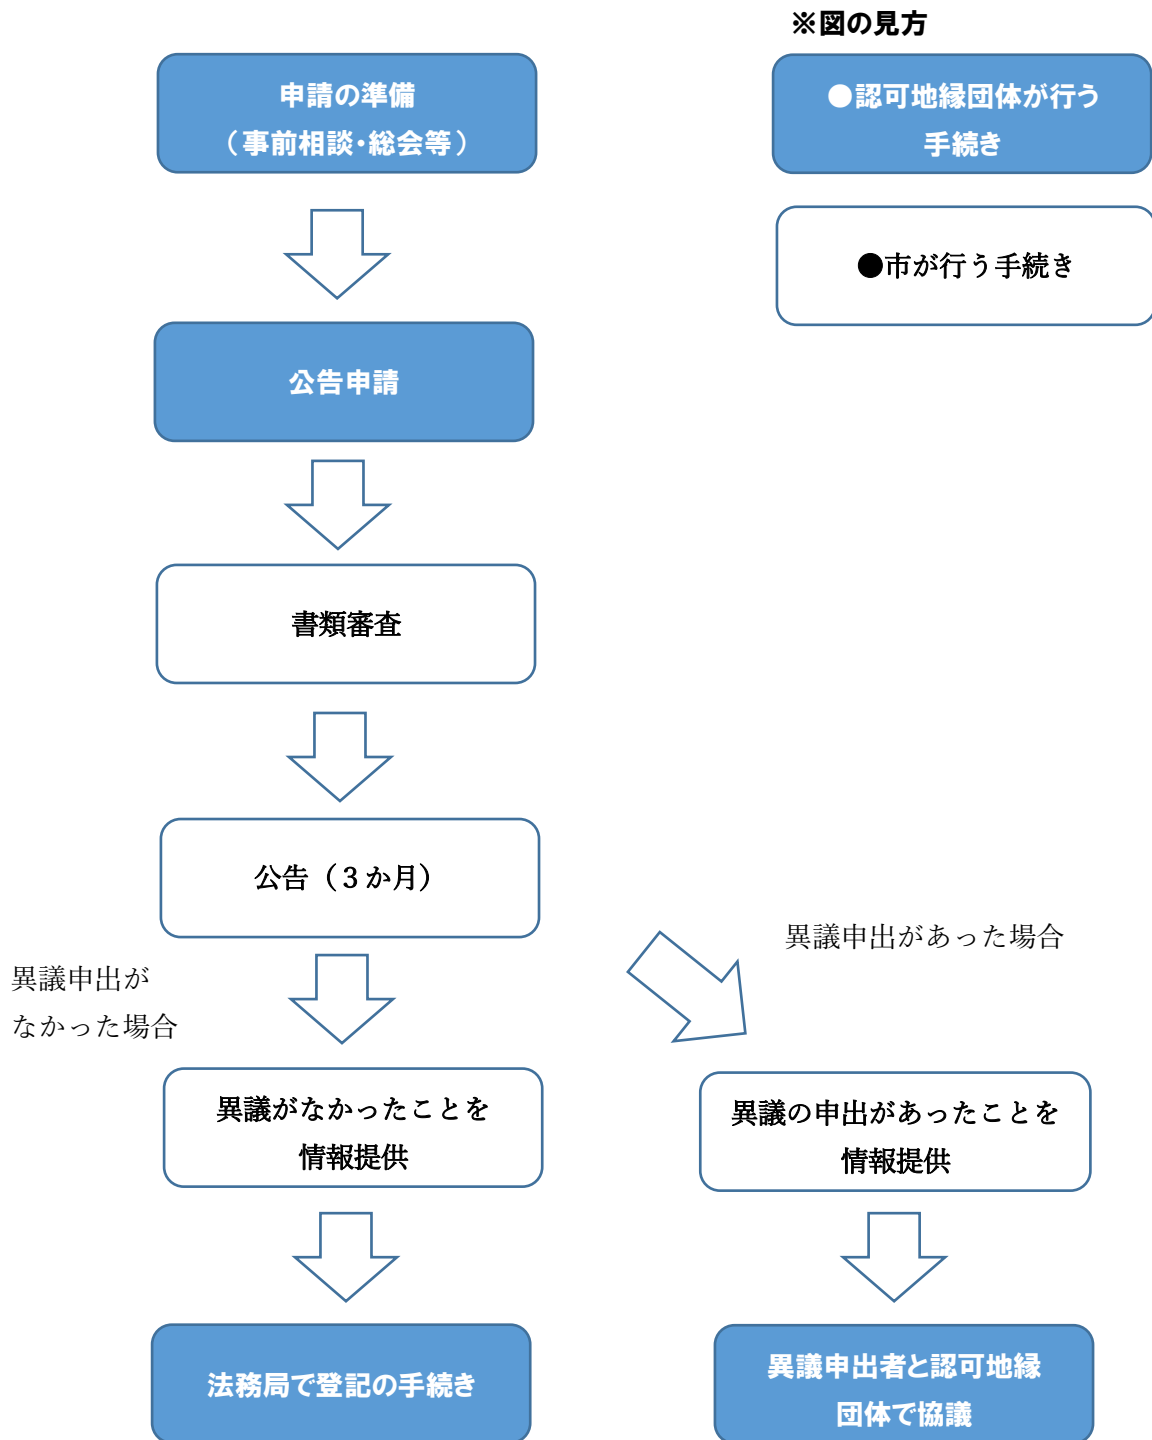 ※図の見方
申請の準備
（事前相談・総会等）
●認可地縁団体が行う
手続き
●市が行う手続き
公告申請
書類審査
公告（３か月）
異議申出があった場合
異議申出が
なかった場合
異議がなかったことを
情報提供
異議の申出があったことを
情報提供
法務局で登記の手続き
異議申出者と認可地縁
団体で協議